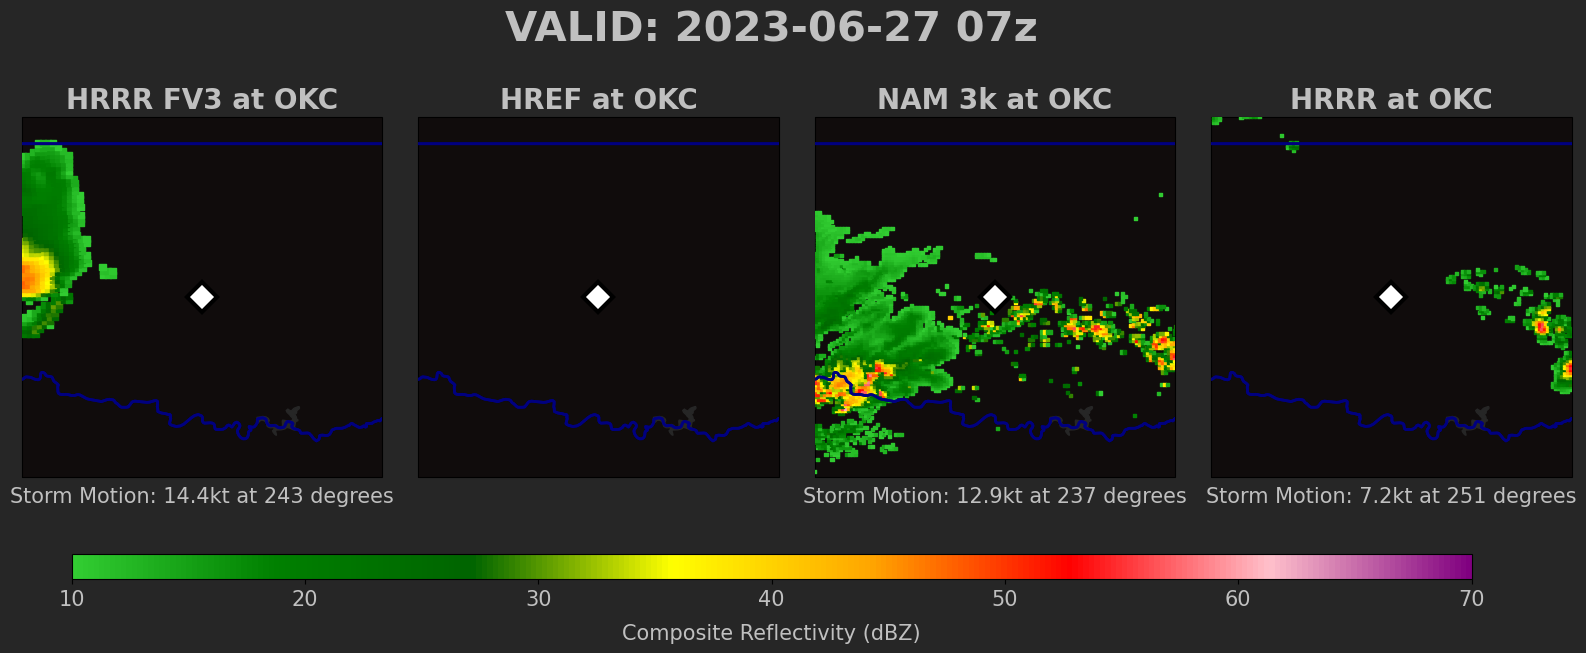 VALID: 2023-06-27 07z
HRRR FV3 at OKC
HREF at OKC
NAM 3k at OKC
HRRR at OKC
Storm Motion: 14.4kt at 243 degrees
Storm Motion: 12.9kt at 237 degrees
Storm Motion: 7.2kt at 251 degrees
10 20 30 40 50 60 70
Composite Reflectivity (dBZ)